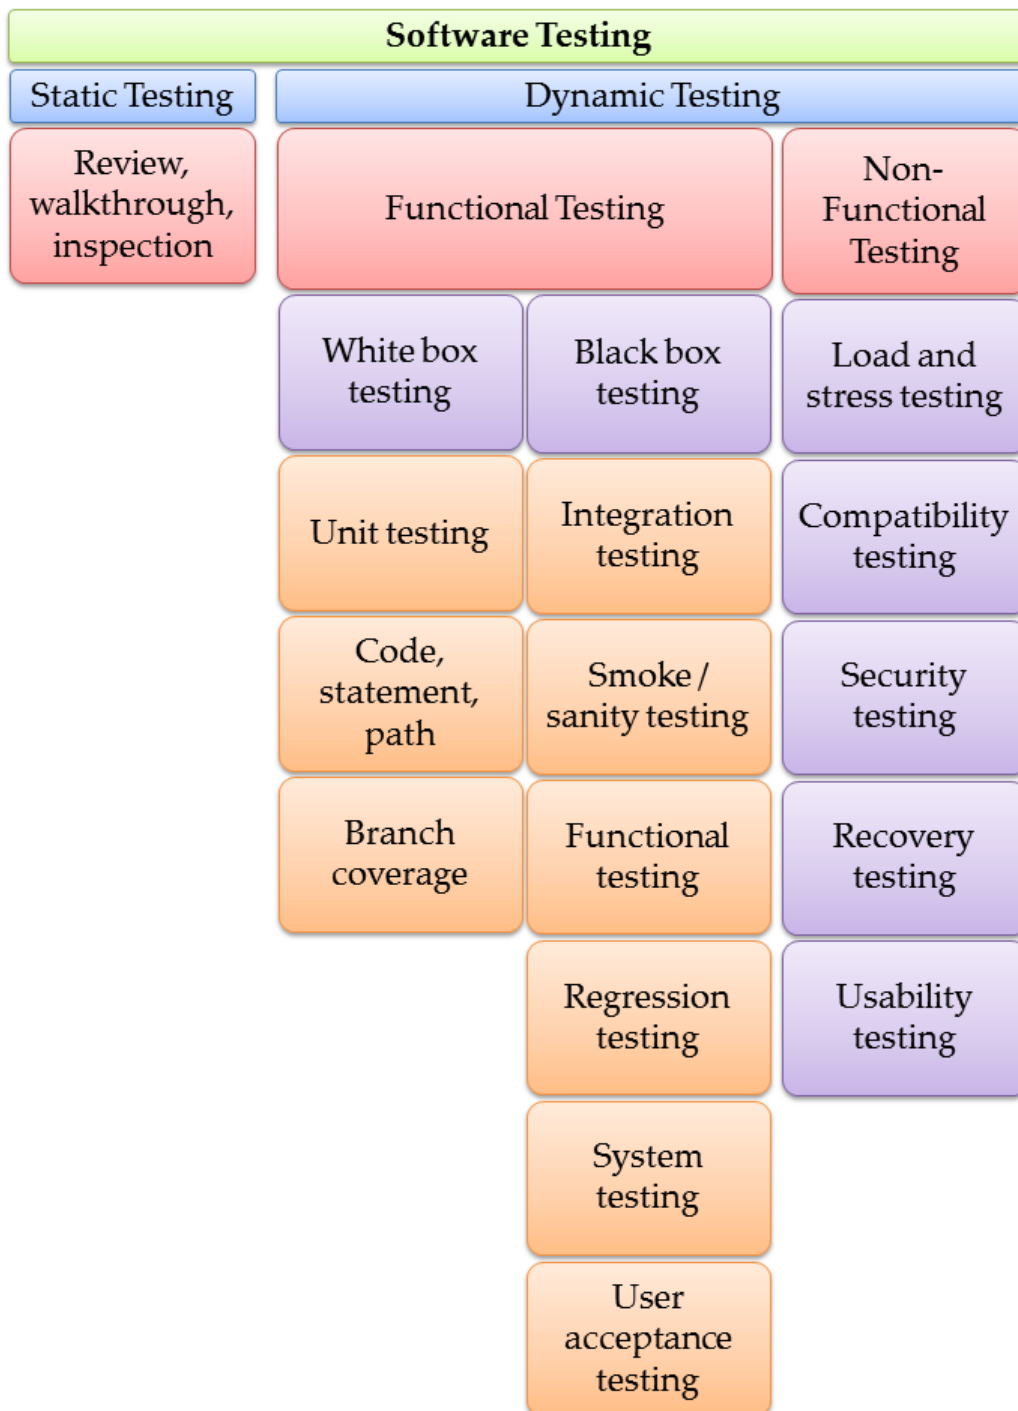 Software Testing
Static Testing
Dynamic Testing
Review,
walkthrough,
inspection
Functional Testing
Non-
Functional
Testing
White box
testing
Black box
testing
Load and
stress testing
Unit testing
Integration
testing
Compatibility
testing
Code,
statement,
path
Smoke /
sanity testing
Security
testing
Branch
coverage
Functional
testing
Recovery
testing
Regression
testing
Usability
testing
System
testing
User
acceptance
testing